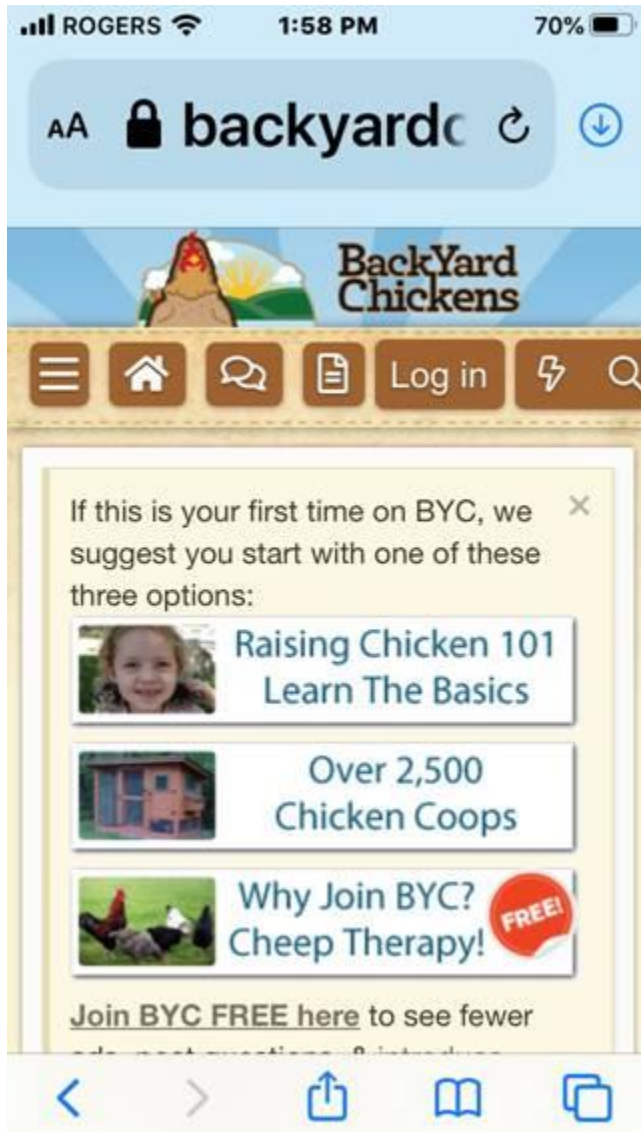 ROGERS 1:58 PM 70%
AA backyardc
BackYard
Chickens
Log in
If this is your first time on BYC, we
suggest you start with one of these
three options:
Raising Chicken 101
Learn The Basics
Over 2,500
Chicken Coops
Why Join BYC?
Cheep Therapy!
FREE!
Join BYC FREE here to see fewer